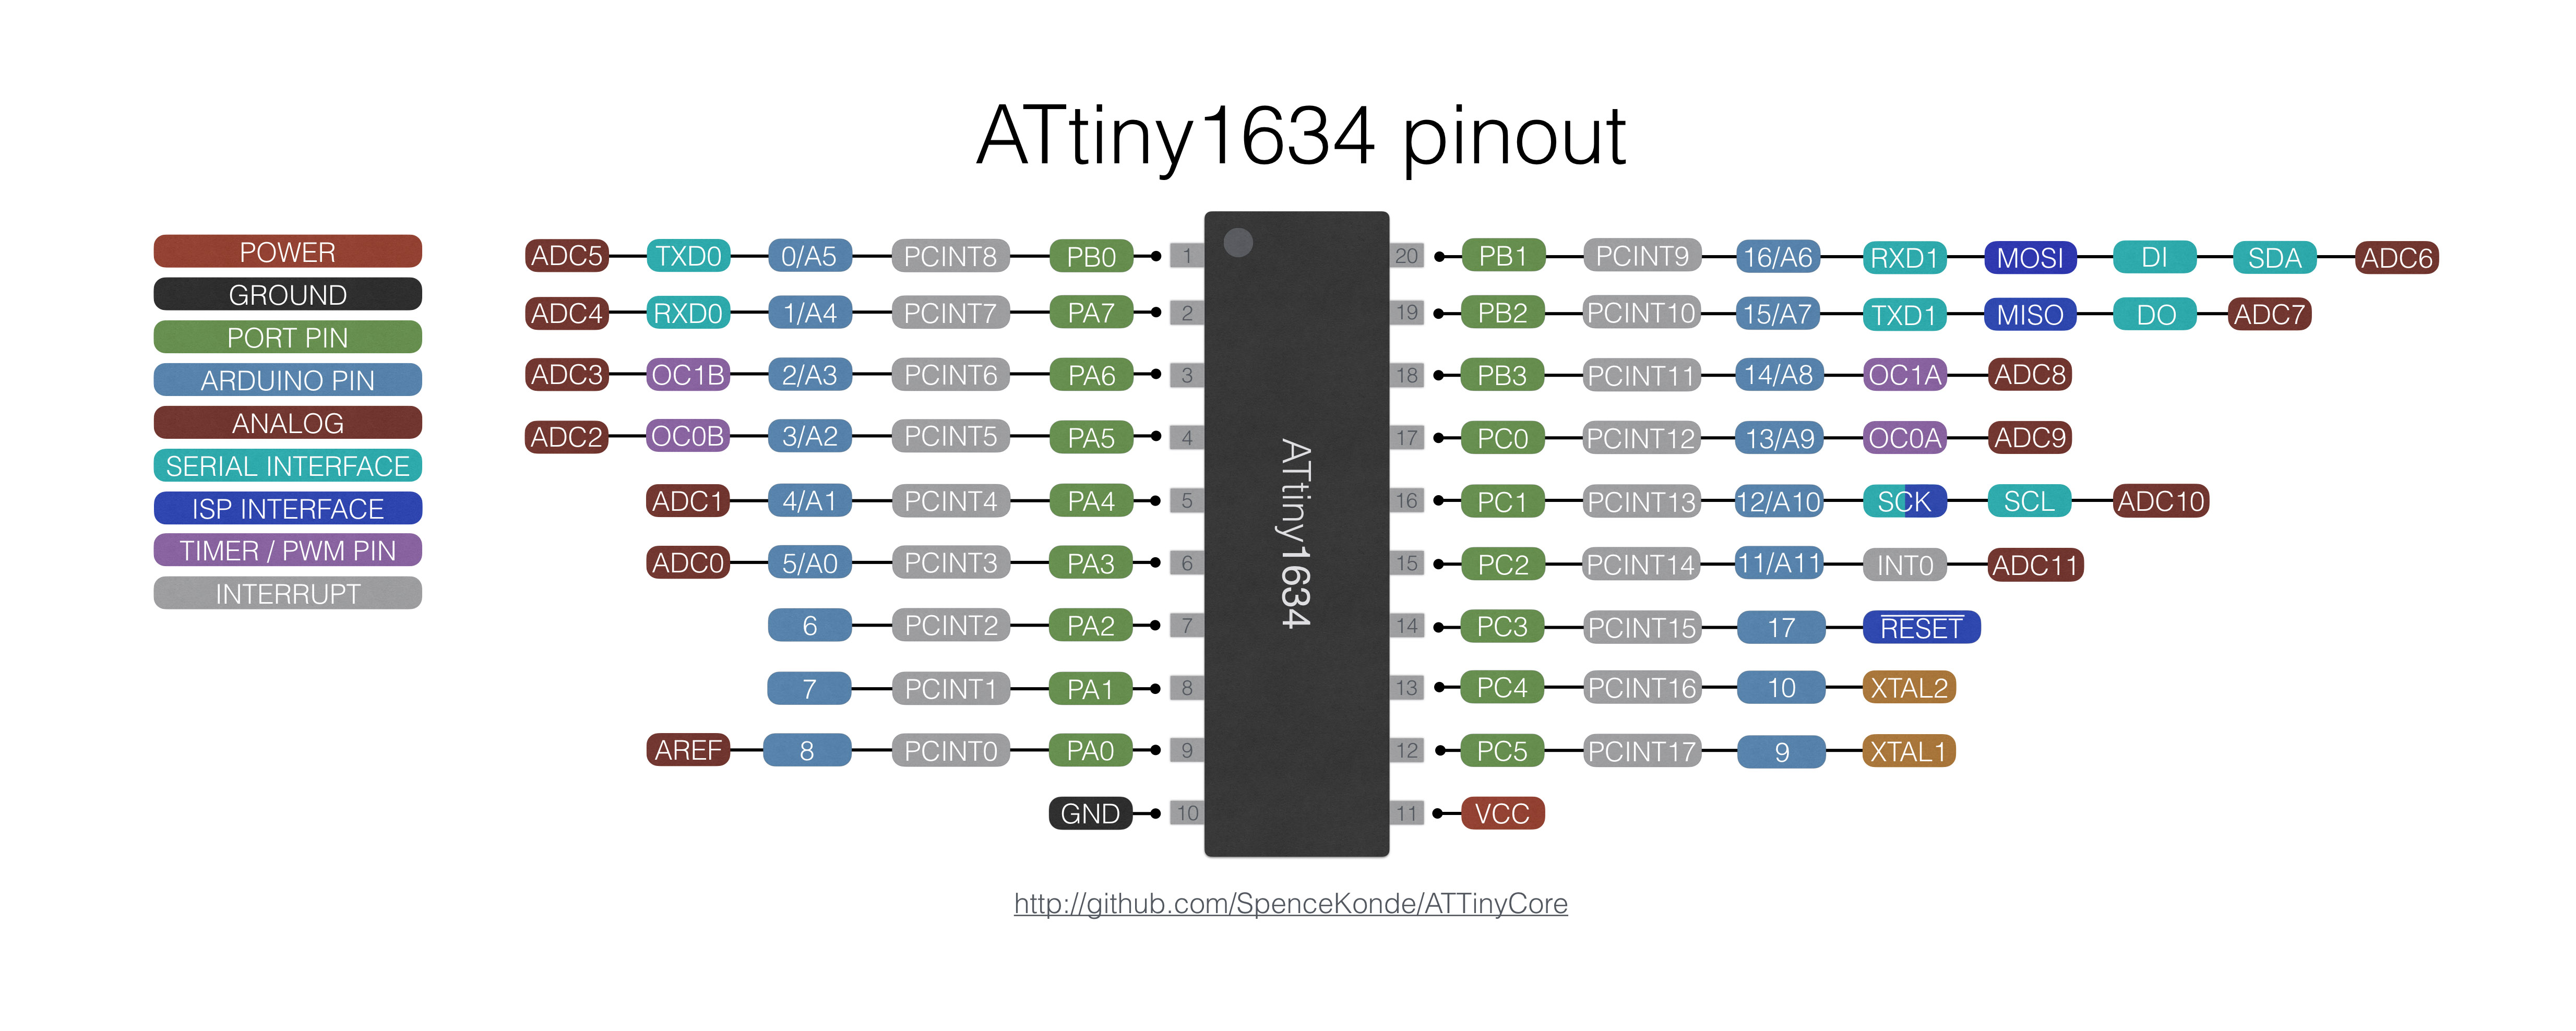 ATtiny1634 pinout
POWER
GROUND
PORT PIN
ARDUINO PIN
ANALOG
SERIAL INTERFACE
ISP INTERFACE
TIMER / PWM PIN
INTERRUPT
ADC5 TXD0 0/A5 PCINT8 PB0 1 20 PB1 PCINT9 16/A6 RXD1 MOSI DI SDA ADC6
ADC4 RXD0 1/A4 PCINT7 PA7 2 19 PB2 PCINT10 15/A7 TXD1 MISO DO ADC7
ADC3 OC1B 2/A3 PCINT6 PA6 3 18 PB3 PCINT11 14/A8 OC1A ADC8
ADC2 OC0B 3/A2 PCINT5 PA5 4 17 PC0 PCINT12 13/A9 OC0A ADC9
ADC1 4/A1 PCINT4 PA4 5 16 PC1 PCINT13 12/A10 SCK SCL ADC10
ADC0 5/A0 PCINT3 PA3 6 15 PC2 PCINT14 11/A11 INT0 ADC11
6 PCINT2 PA2 7 14 PC3 PCINT15 17 RESET
7 PCINT1 PA1 8 13 PC4 PCINT16 10 XTAL2
AREF 8 PCINT0 PA0 9 12 PC5 PCINT17 9 XTAL1
GND 10 11 VCC
ATtiny1634
http://github.com/SpenceKonde/ATTinyCore